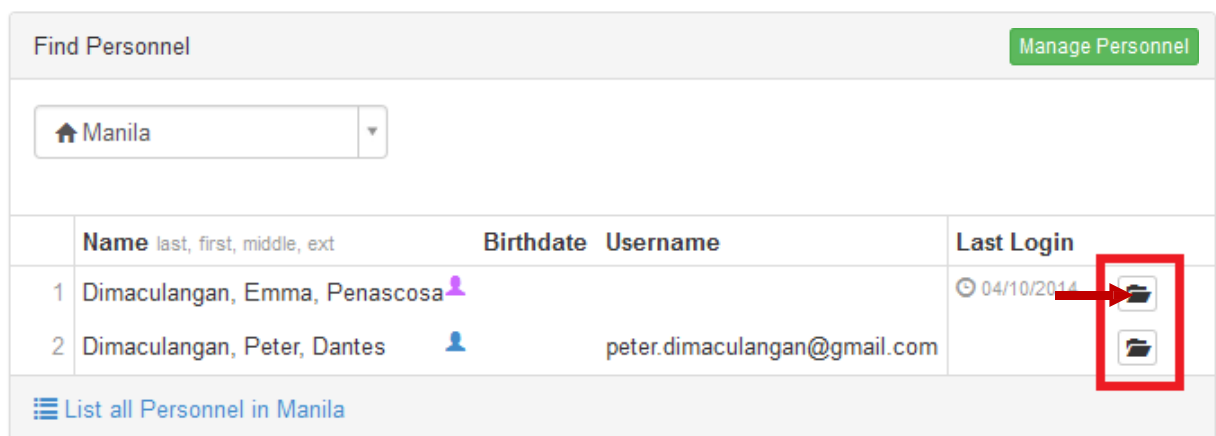 Find Personnel Manage Personnel
Manila
Name last, first, middle, ext Birthdate Username Last Login
1 Dimaculangan, Emma, Penascosa 04/10/2014
2 Dimaculangan, Peter, Dantes peter.dimaculangan@gmail.com
List all Personnel in Manila